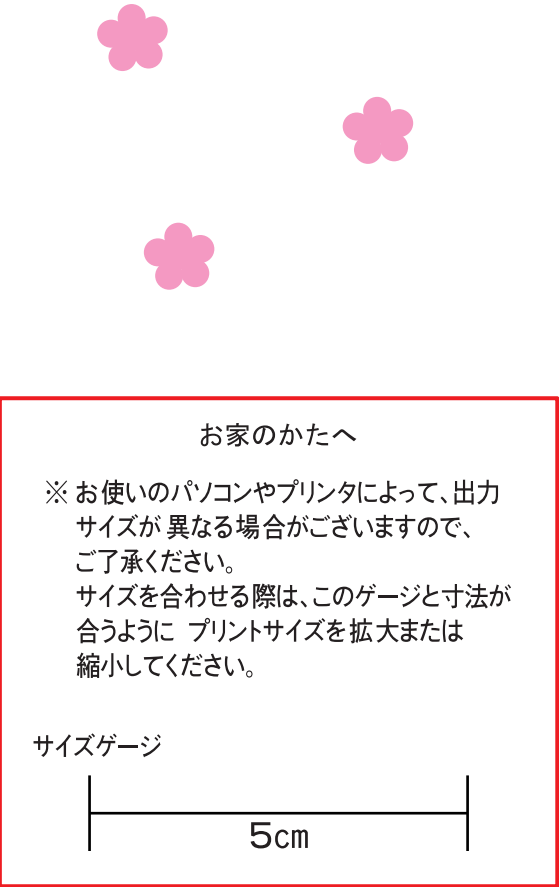 お家のかたへ
※ お使いのパソコンやプリンタによって、出力
サイズが 異なる場合がございますので、
ご了承ください。
サイズを合わせる際は、このゲージと寸法が
合うように プリントサイズを拡大または
縮小してください。
サイズゲージ
5cm